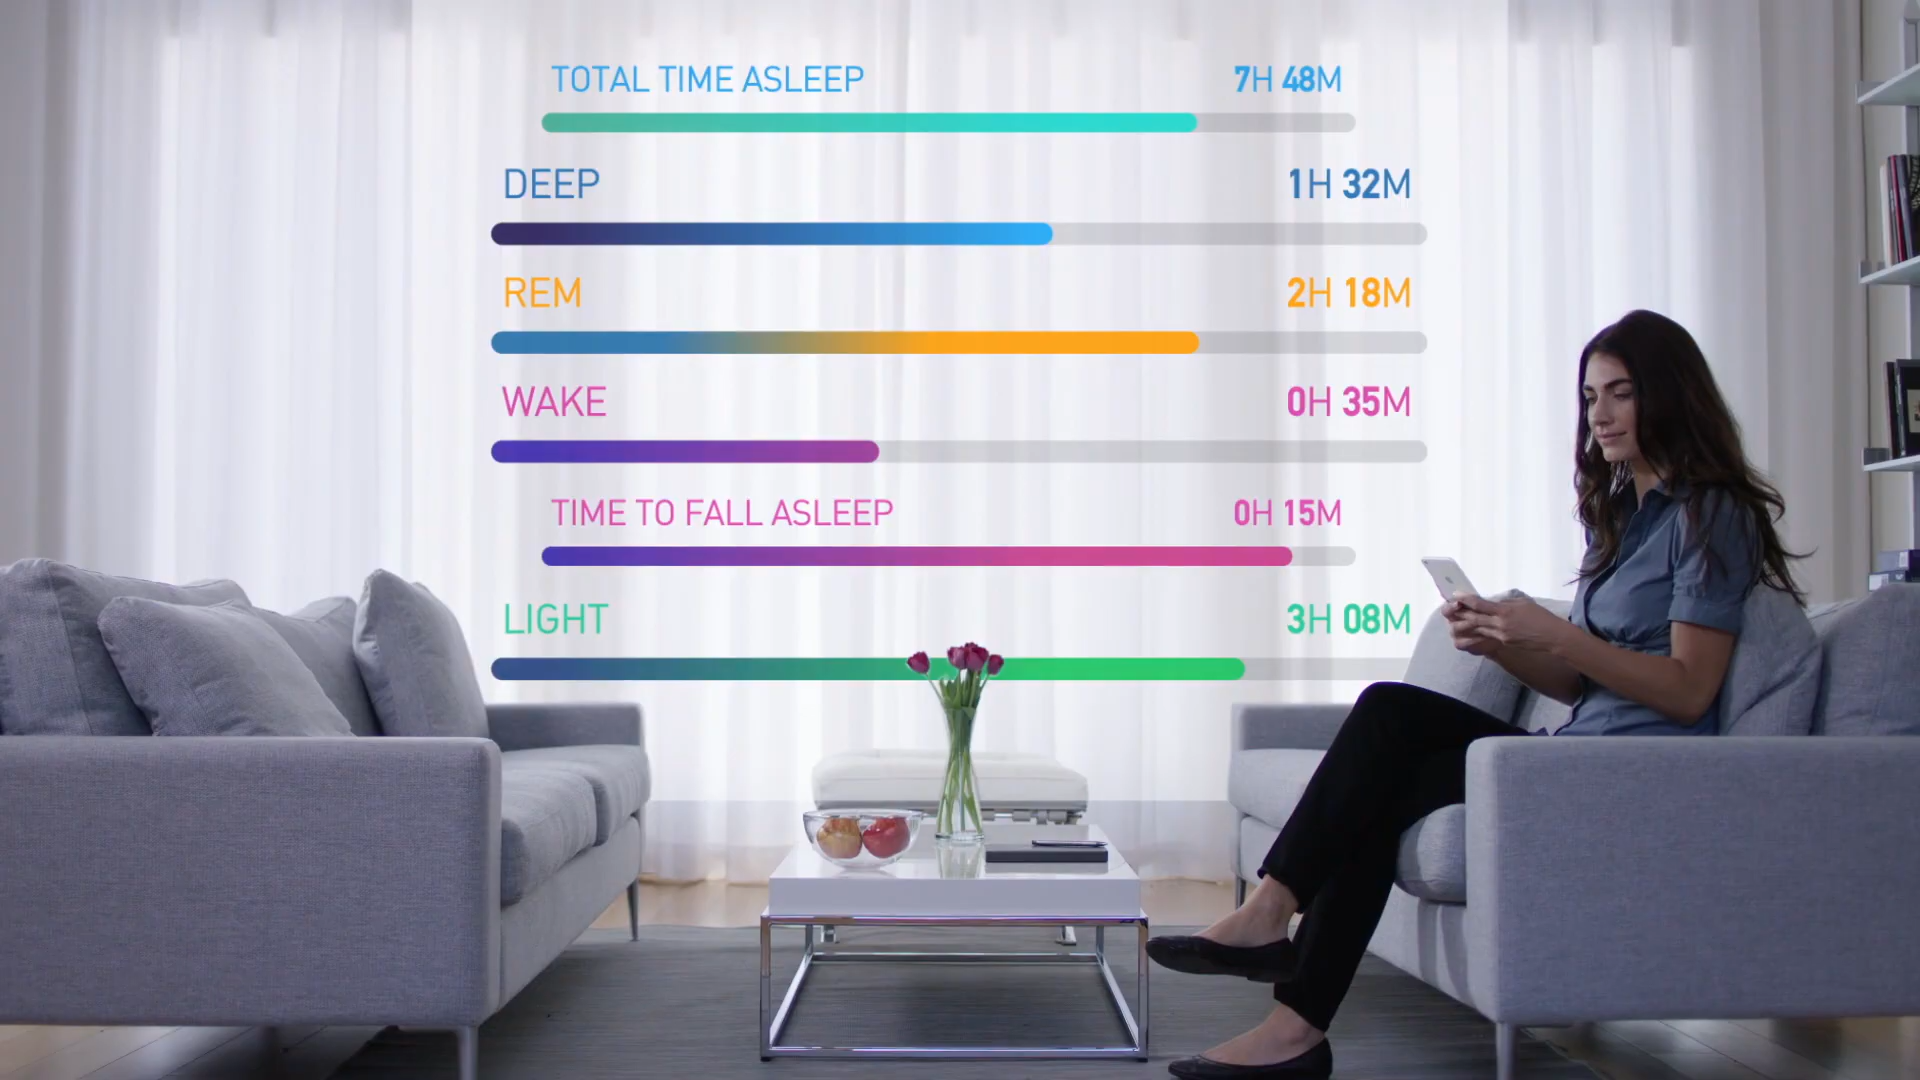 TOTAL TIME ASLEEP 7H 48M
DEEP 1H 32M
REM 2H 18M
WAKE 0H 35M
TIME TO FALL ASLEEP 0H 15M
LIGHT 3H 08M